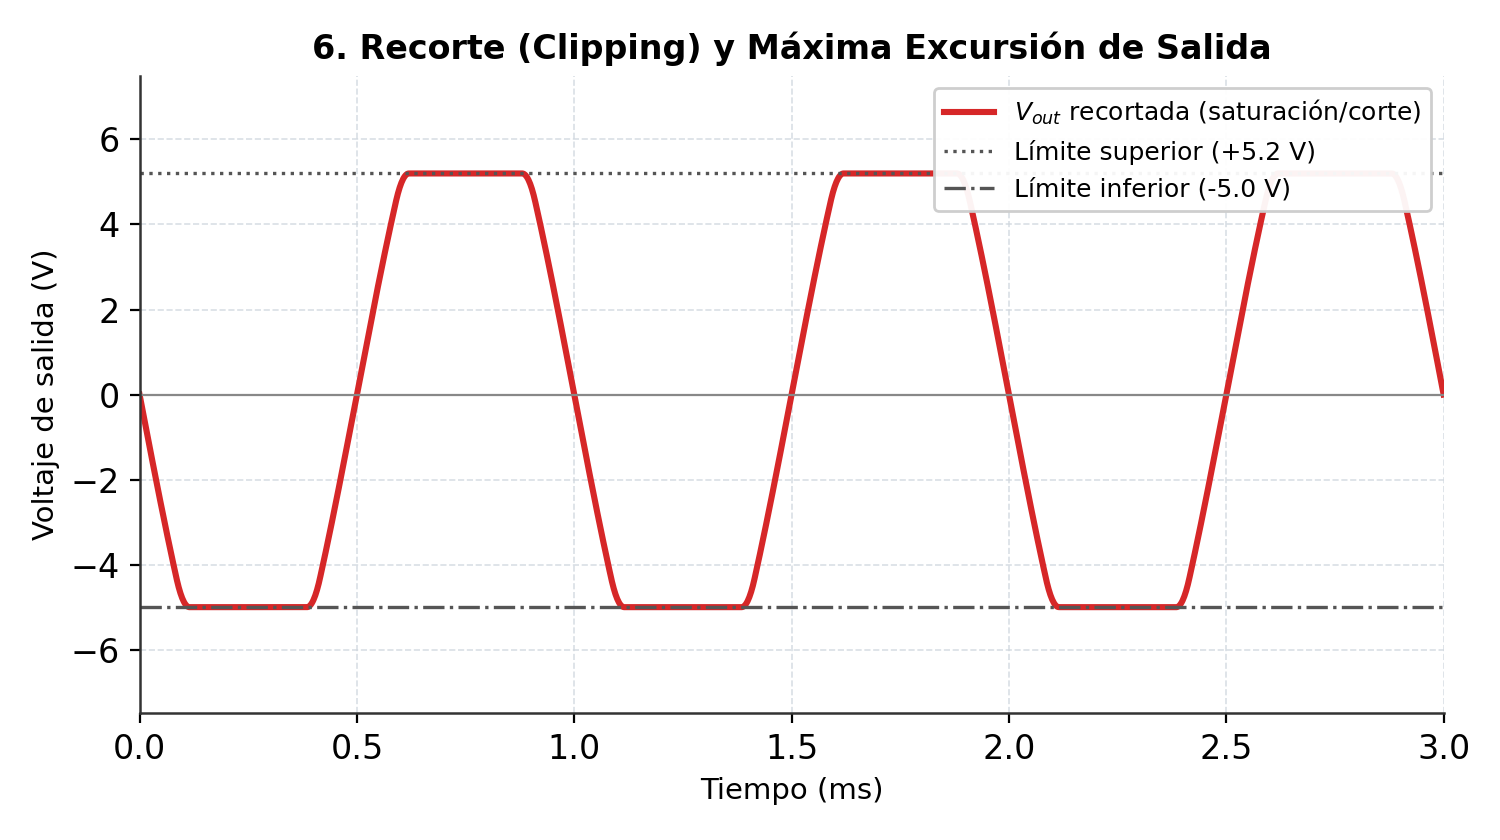 6. Recorte (Clipping) y Máxima Excursión de Salida
V_out recortada (saturación/corte)
Límite superior (+5.2 V)
Límite inferior (-5.0 V)
Voltaje de salida (V)
6
4
2
0
−2
−4
−6
0.0 0.5 1.0 1.5 2.0 2.5 3.0
Tiempo (ms)